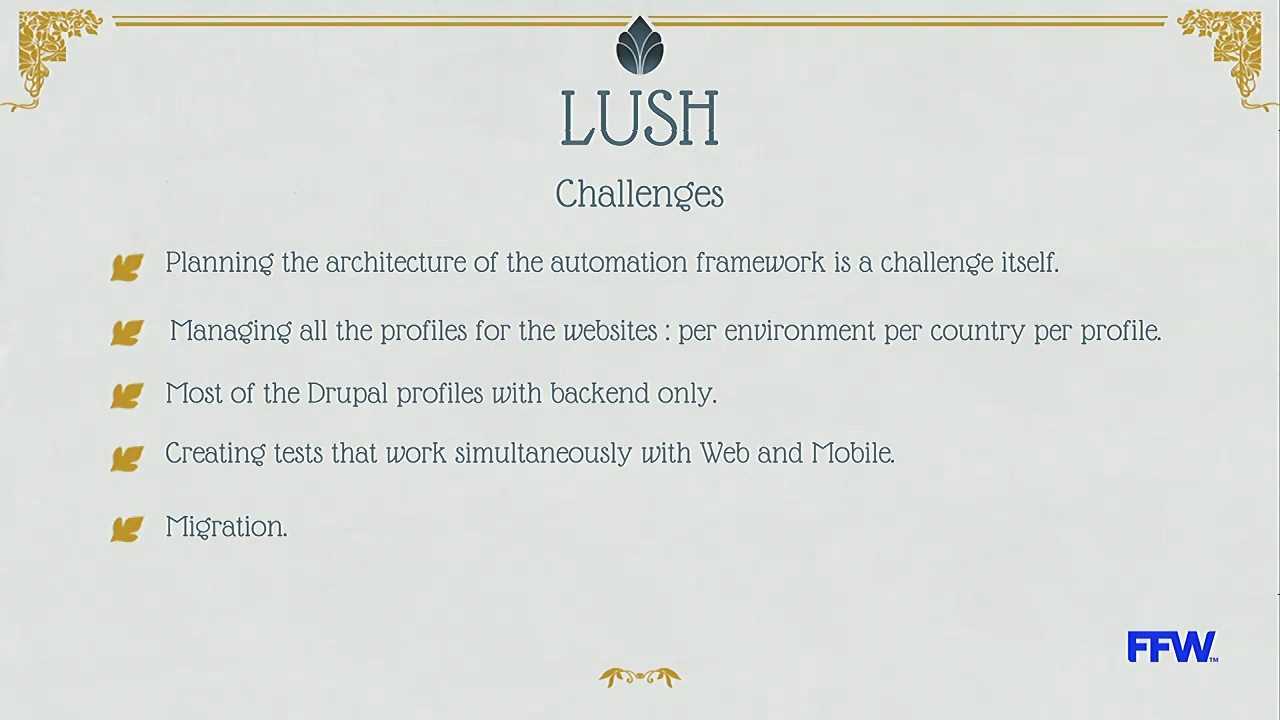 LUSH
Challenges
Planning the architecture of the automation framework is a challenge itself.
Managing all the profiles for the websites : per environment per country per profile.
Most of the Drupal profiles with backend only.
Creating tests that work simultaneously with Web and Mobile.
Migration.
FFW™